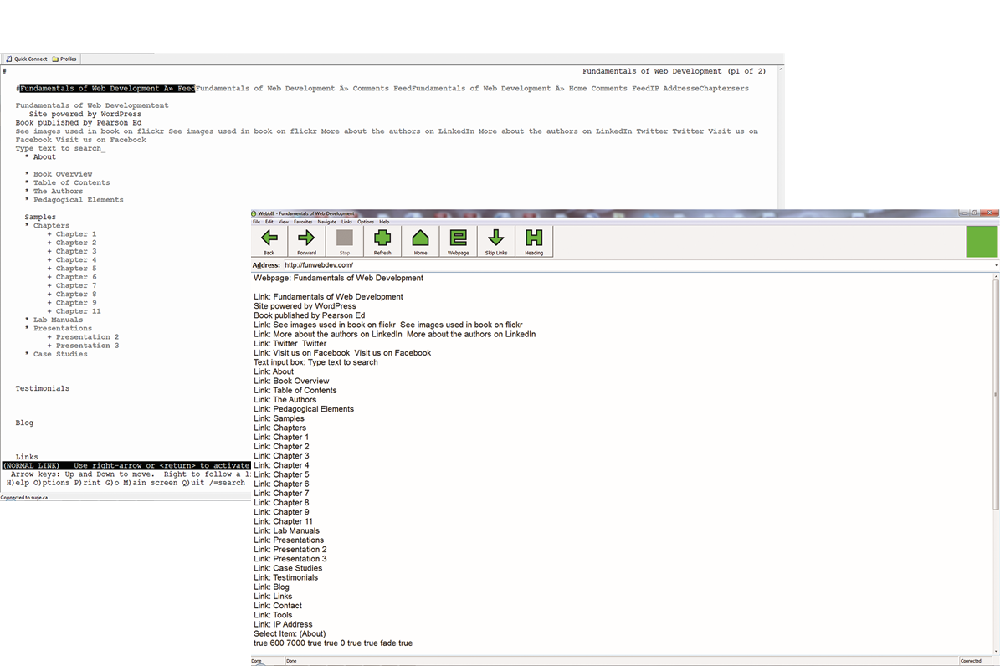 Quick Connect Profiles
#
Fundamentals of Web Development (p1 of 2)
#Fundamentals of Web Development Â» FeedFundamentals of Web Development Â» Comments FeedFundamentals of Web Development Â» Home Comments FeedIP AddresseChaptersers
Fundamentals of Web Developmentent
Site powered by WordPress
Book published by Pearson Ed
See images used in book on flickr See images used in book on flickr More about the authors on LinkedIn More about the authors on LinkedIn Twitter Twitter Visit us on
Facebook Visit us on Facebook
Type text to search_
* About
* Book Overview
* Table of Contents
* The Authors
* Pedagogical Elements
Samples
* Chapters
+ Chapter 1
+ Chapter 2
+ Chapter 3
+ Chapter 4
+ Chapter 5
+ Chapter 6
+ Chapter 7
+ Chapter 8
+ Chapter 9
+ Chapter 11
* Lab Manuals
* Presentations
+ Presentation 2
+ Presentation 3
* Case Studies
Testimonials
Blog
Links
(NORMAL LINK) Use right-arrow or <return> to activate
Arrow keys: Up and Down to move. Right to follow a li
H)elp O)ptions P)rint G)o M)ain screen Q)uit /=search
Connected to surje.ca
WebbIE - Fundamentals of Web Development
File Edit View Favorites Navigate Links Options Help
Back Forward Stop Refresh Home Webpage Skip Links Heading
Address: http://funwebdev.com/
Webpage: Fundamentals of Web Development
Link: Fundamentals of Web Development
Site powered by WordPress
Book published by Pearson Ed
Link: See images used in book on flickr See images used in book on flickr
Link: More about the authors on LinkedIn More about the authors on LinkedIn
Link: Twitter Twitter
Link: Visit us on Facebook Visit us on Facebook
Text input box: Type text to search
Link: About
Link: Book Overview
Link: Table of Contents
Link: The Authors
Link: Pedagogical Elements
Link: Samples
Link: Chapters
Link: Chapter 1
Link: Chapter 2
Link: Chapter 3
Link: Chapter 4
Link: Chapter 5
Link: Chapter 6
Link: Chapter 7
Link: Chapter 8
Link: Chapter 9
Link: Chapter 11
Link: Lab Manuals
Link: Presentations
Link: Presentation 2
Link: Presentation 3
Link: Case Studies
Link: Testimonials
Link: Blog
Link: Links
Link: Contact
Link: Tools
Link: IP Address
Select Item: (About)
true 600 7000 true true 0 true true fade true
Done Done Connected